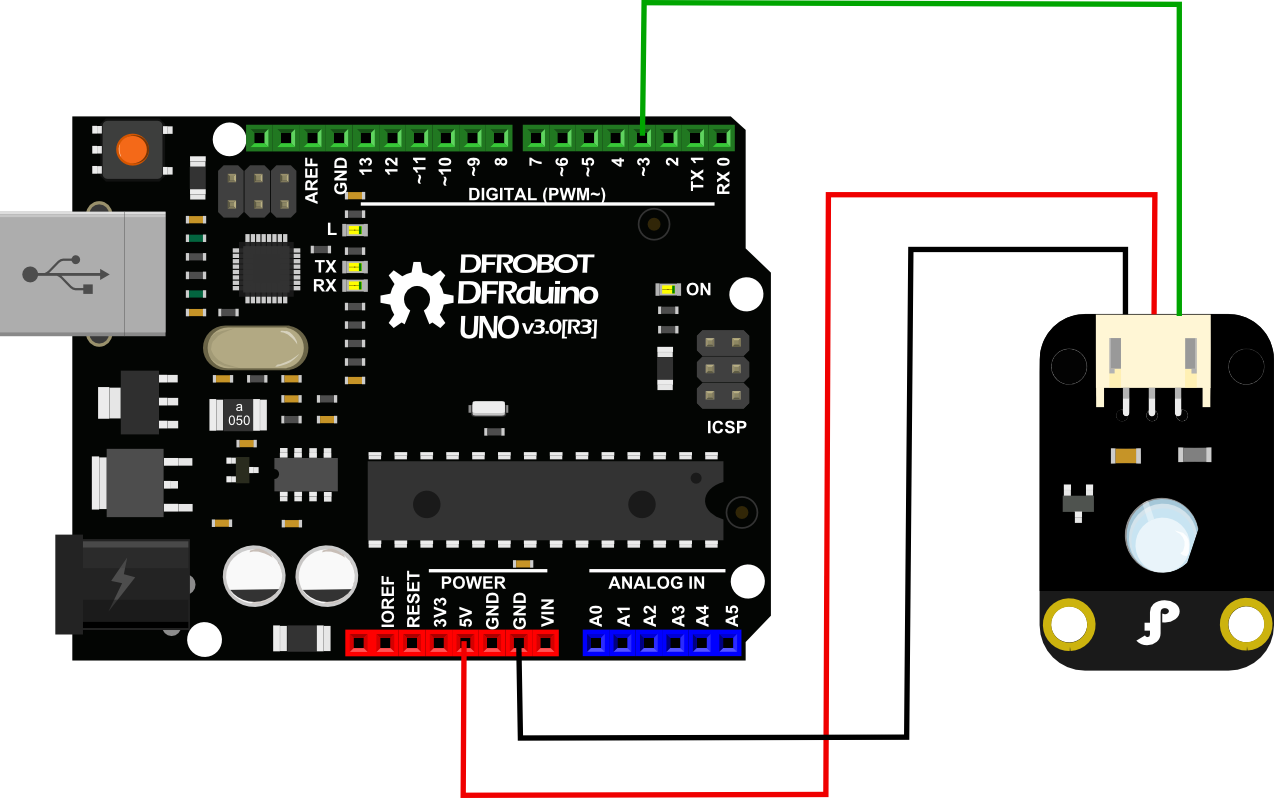 AREF
GND
13
12
~11
~10
~9
8
7
~6
~5
4
~3
2
TX 1
RX 0
DIGITAL (PWM~)
L
TX
RX
DFROBOT
DFRduino
UNO v3.0[R3]
ON
a
050
ICSP
POWER
ANALOG IN
IOREF
RESET
3V3
5V
GND
GND
VIN
A0
A1
A2
A3
A4
A5